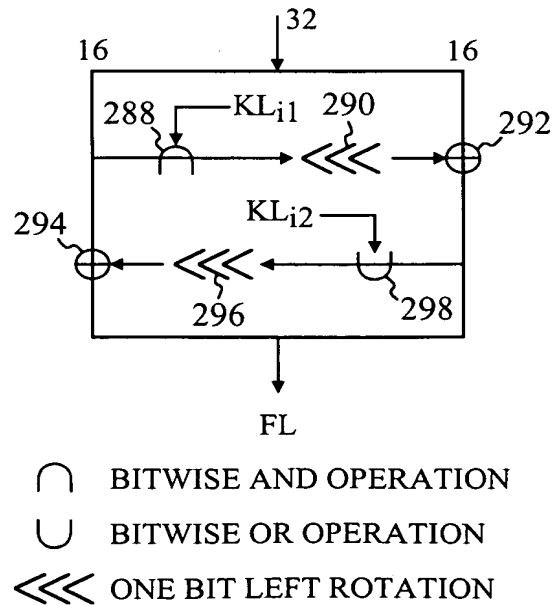 32
16 16
288 KLi1 290 292
294 KLi2
296 298
FL
BITWISE AND OPERATION
BITWISE OR OPERATION
ONE BIT LEFT ROTATION